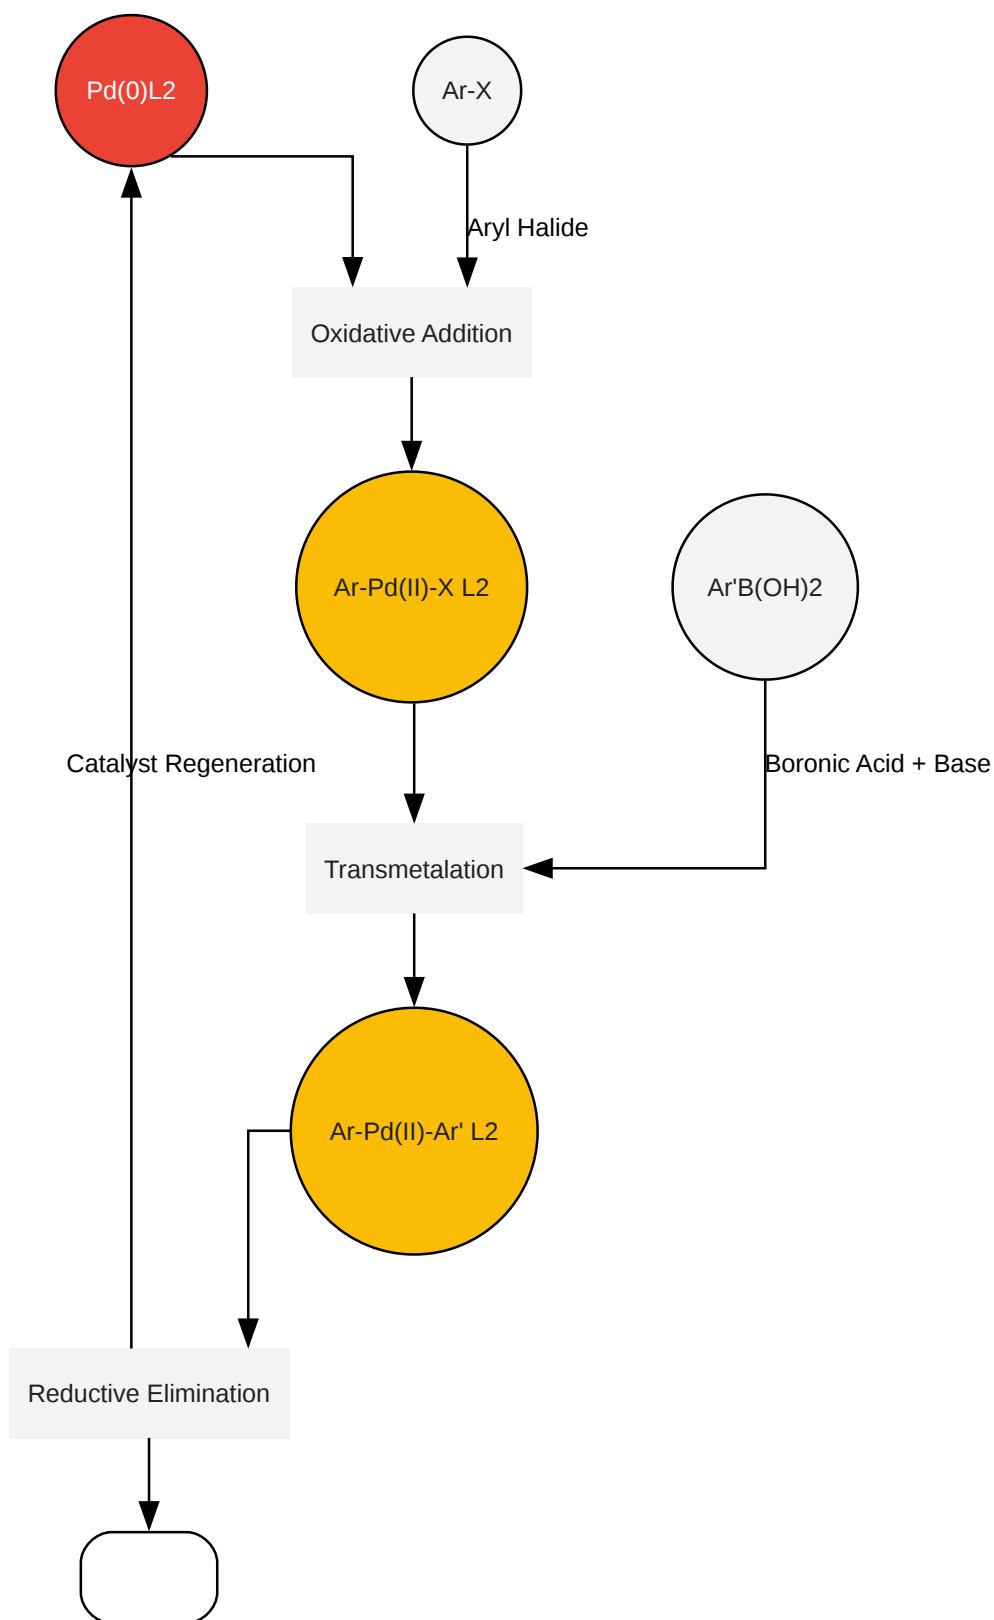 Pd(0)L2
Ar-X
Aryl Halide
Oxidative Addition
Ar-Pd(II)-X L2
Ar'B(OH)2
Catalyst Regeneration
Boronic Acid + Base
Transmetalation
Ar-Pd(II)-Ar' L2
Reductive Elimination